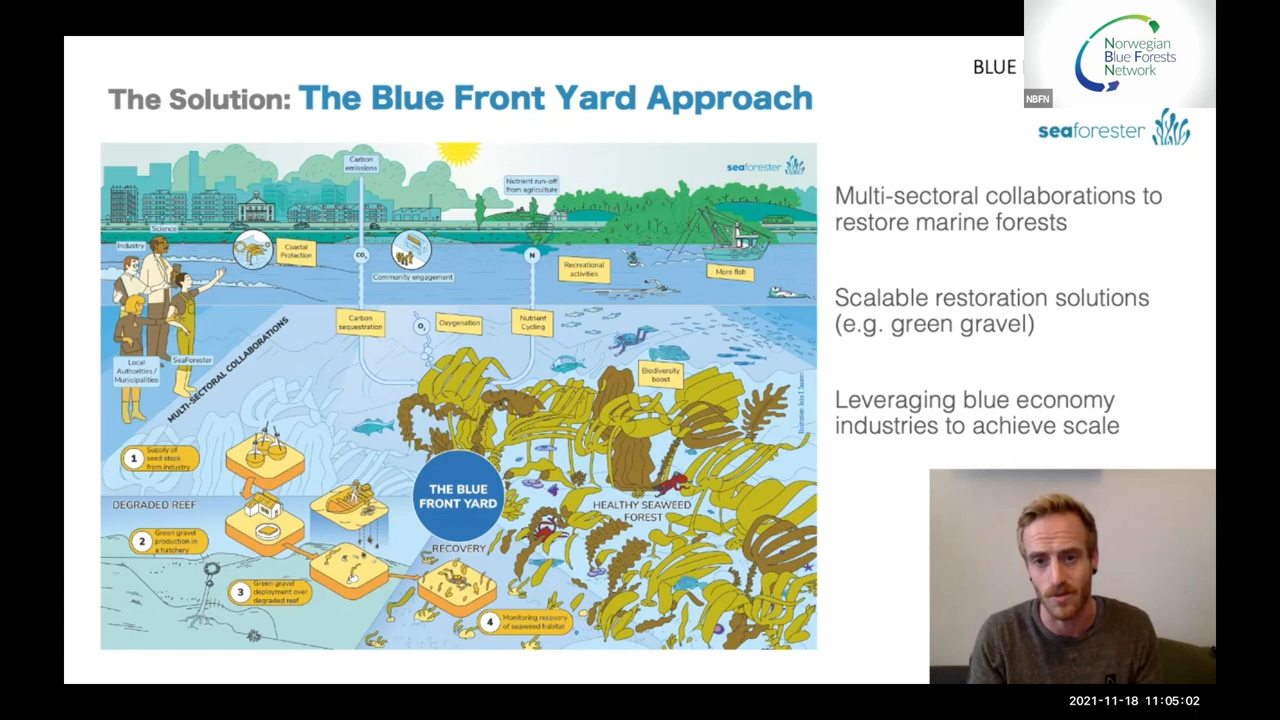 BLUE
Norwegian
Blue Forests
Network
NBFN
The Solution: The Blue Front Yard Approach
seaforester
Carbon
emissions
seaforester
Nutrient run-off
from agriculture
Science
Industry
Coastal
Protection
CO₂
Community engagement
N
Recreational
activities
More fish
Carbon
sequestration
O₂
Oxygenation
Nutrient
Cycling
Local
Authorities /
Municipalities
SeaForester
MULTI-SECTORAL COLLABORATIONS
Biodiversity
boost
1
Supply of
seed stock
from industry
DEGRADED REEF
THE BLUE
FRONT YARD
HEALTHY SEAWEED
FOREST
2
Green gravel
production in
a hatchery
RECOVERY
3
Green gravel
deployment over
degraded reef
4
Monitoring recovery
of seaweed habitat
Multi-sectoral collaborations to
restore marine forests
Scalable restoration solutions
(e.g. green gravel)
Leveraging blue economy
industries to achieve scale
2021-11-18 11:05:02